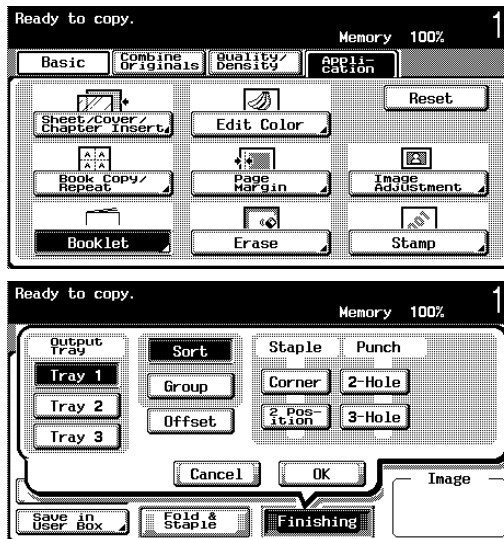 Ready to copy.
1
Memory 100%
Basic
Combine
Originals
Quality/
Density
Appli-
cation
Sheet/Cover/
Chapter Insert
Edit Color
Reset
Book Copy/
Repeat
Page
Margin
Image
Adjustment
Booklet
Erase
001
Stamp
Ready to copy.
1
Memory 100%
Output
Tray
Sort
Staple
Punch
Tray 1
Group
Corner
2-Hole
Tray 2
Offset
2 Pos-
ition
3-Hole
Tray 3
Cancel
OK
Image
Save in
User Box
Fold &
Staple
Finishing